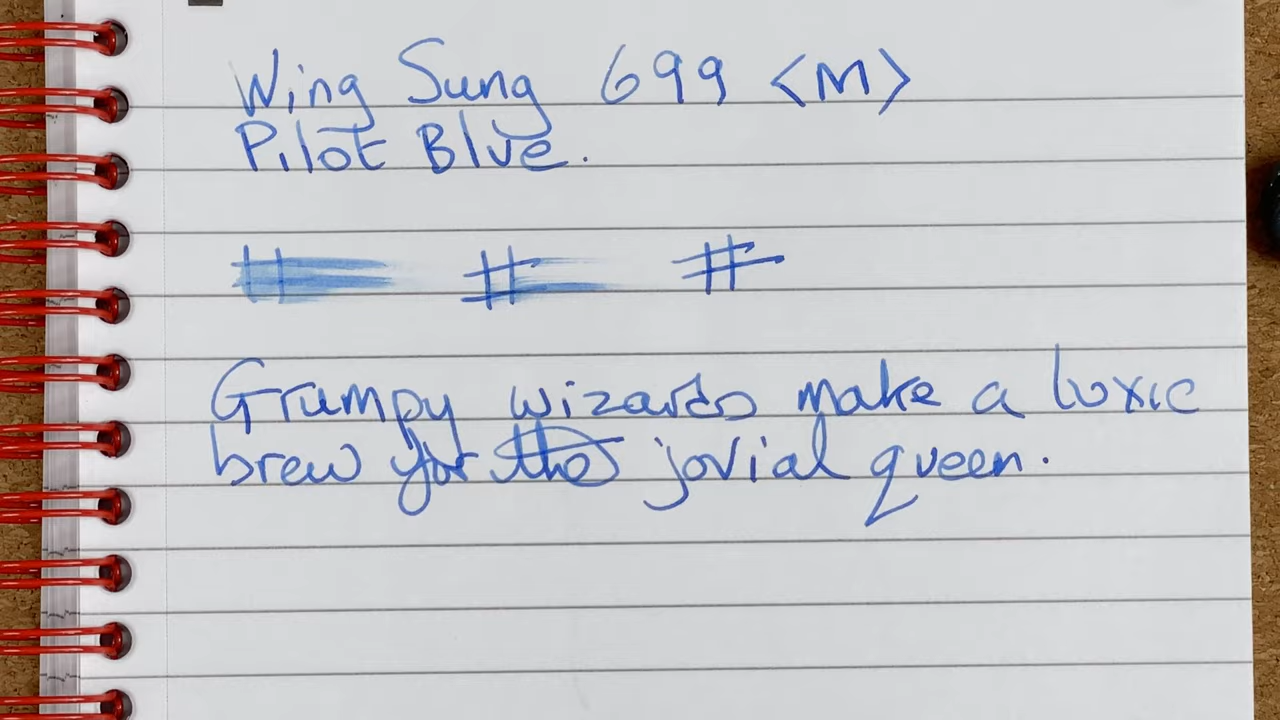 Wing Sung 699 <M>
Pilot Blue.
# # #
Grumpy wizards make a toxic
brew for the jovial queen.